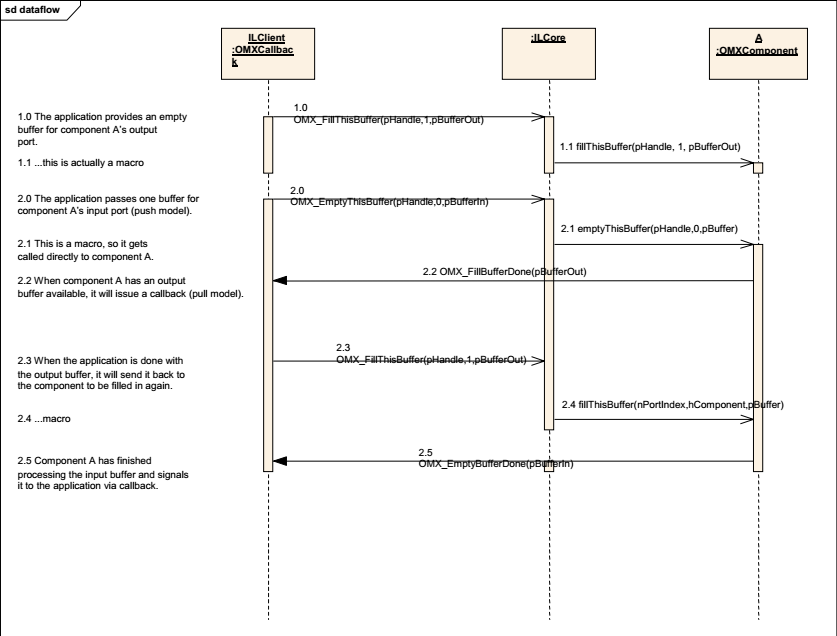 sd dataflow
ILClient
:OMXCallbac
k
:ILCore
A
:OMXComponent
1.0 The application provides an empty
buffer for component A's output
port.
1.0
OMX_FillThisBuffer(pHandle,1,pBufferOut)
1.1 ...this is actually a macro
1.1 fillThisBuffer(pHandle, 1, pBufferOut)
2.0 The application passes one buffer for
component A's input port (push model).
2.0
OMX_EmptyThisBuffer(pHandle,0,pBufferIn)
2.1 This is a macro, so it gets
called directly to component A.
2.1 emptyThisBuffer(pHandle,0,pBuffer)
2.2 When component A has an output
buffer available, it will issue a callback (pull model).
2.2 OMX_FillBufferDone(pBufferOut)
2.3 When the application is done with
the output buffer, it will send it back to
the component to be filled in again.
2.3
OMX_FillThisBuffer(pHandle,1,pBufferOut)
2.4 ...macro
2.4 fillThisBuffer(nPortIndex,hComponent,pBuffer)
2.5 Component A has finished
processing the input buffer and signals
it to the application via callback.
2.5
OMX_EmptyBufferDone(pBufferIn)